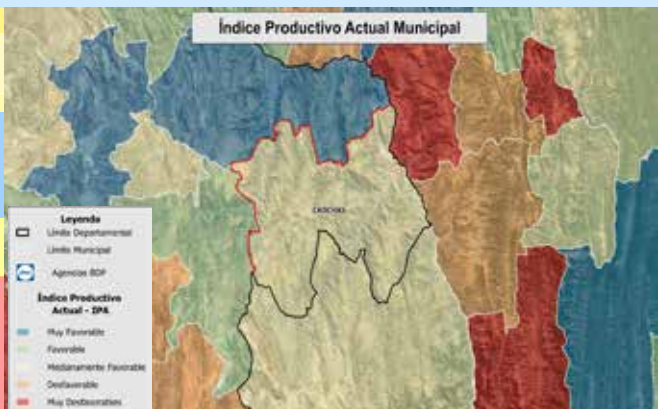 Índice Productivo Actual Municipal
Leyenda
Límite Departamental
Límite Municipal
Agencias BDP
Índice Productivo
Actual - IPA
Muy Favorable
Favorable
Medianamente Favorable
Desfavorable
Muy Desfavorable